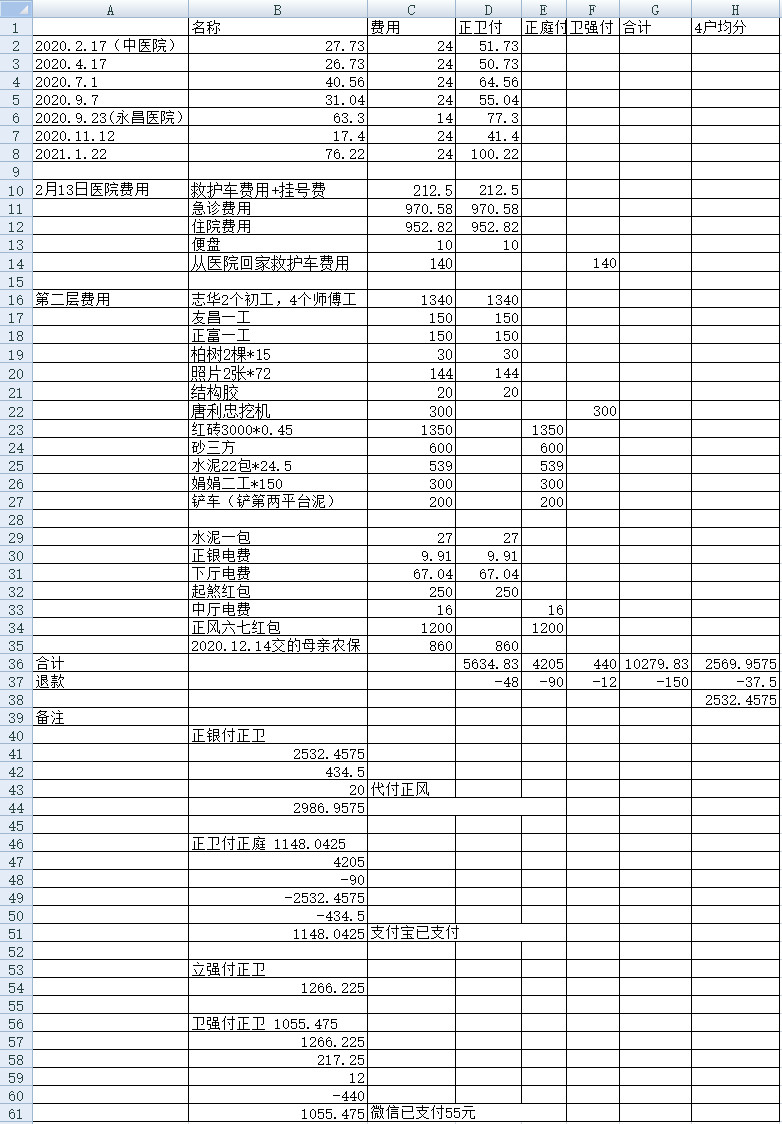 A B C D E F G H
1 名称 费用 正卫付 正庭付 卫强付 合计 4户均分
2 2020.2.17（中医院） 27.73 24 51.73
3 2020.4.17 26.73 24 50.73
4 2020.7.1 40.56 24 64.56
5 2020.9.7 31.04 24 55.04
6 2020.9.23(永昌医院) 63.3 14 77.3
7 2020.11.12 17.4 24 41.4
8 2021.1.22 76.22 24 100.22
9
10 2月13日医院费用 救护车费用+挂号费 212.5 212.5
11 急诊费用 970.58 970.58
12 住院费用 952.82 952.82
13 便盘 10 10
14 从医院回家救护车费用 140 140
15
16 第二层费用 志华2个初工，4个师傅工 1340 1340
17 友昌一工 150 150
18 正富一工 150 150
19 柏树2棵*15 30 30
20 照片2张*72 144 144
21 结构胶 20 20
22 唐利忠挖机 300 300
23 红砖3000*0.45 1350 1350
24 砂三方 600 600
25 水泥22包*24.5 539 539
26 娟娟二工*150 300 300
27 铲车（铲第两平台泥） 200 200
28
29 水泥一包 27 27
30 正银电费 9.91 9.91
31 下厅电费 67.04 67.04
32 起煞红包 250 250
33 中厅电费 16 16
34 正风六七红包 1200 1200
35 2020.12.14交的母亲农保 860 860
36 合计 5634.83 4205 440 10279.83 2569.9575
37 退款 -48 -90 -12 -150 -37.5
38 2532.4575
39 备注
40 正银付正卫
41 2532.4575
42 434.5
43 20 代付正风
44 2986.9575
45
46 正卫付正庭 1148.0425
47 4205
48 -90
49 -2532.4575
50 -434.5
51 1148.0425 支付宝已支付
52
53 立强付正卫
54 1266.225
55
56 卫强付正卫 1055.475
57 1266.225
58 217.25
59 12
60 -440
61 1055.475 微信已支付55元